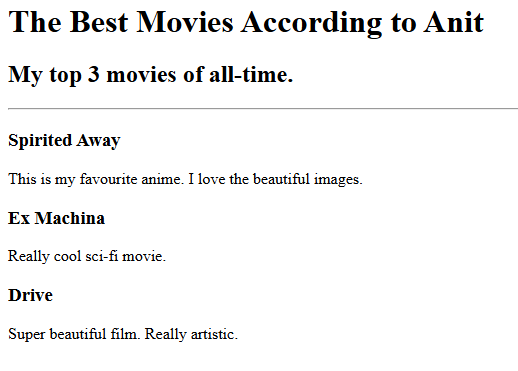 The Best Movies According to Anit
My top 3 movies of all-time.
Spirited Away
This is my favourite anime. I love the beautiful images.
Ex Machina
Really cool sci-fi movie.
Drive
Super beautiful film. Really artistic.